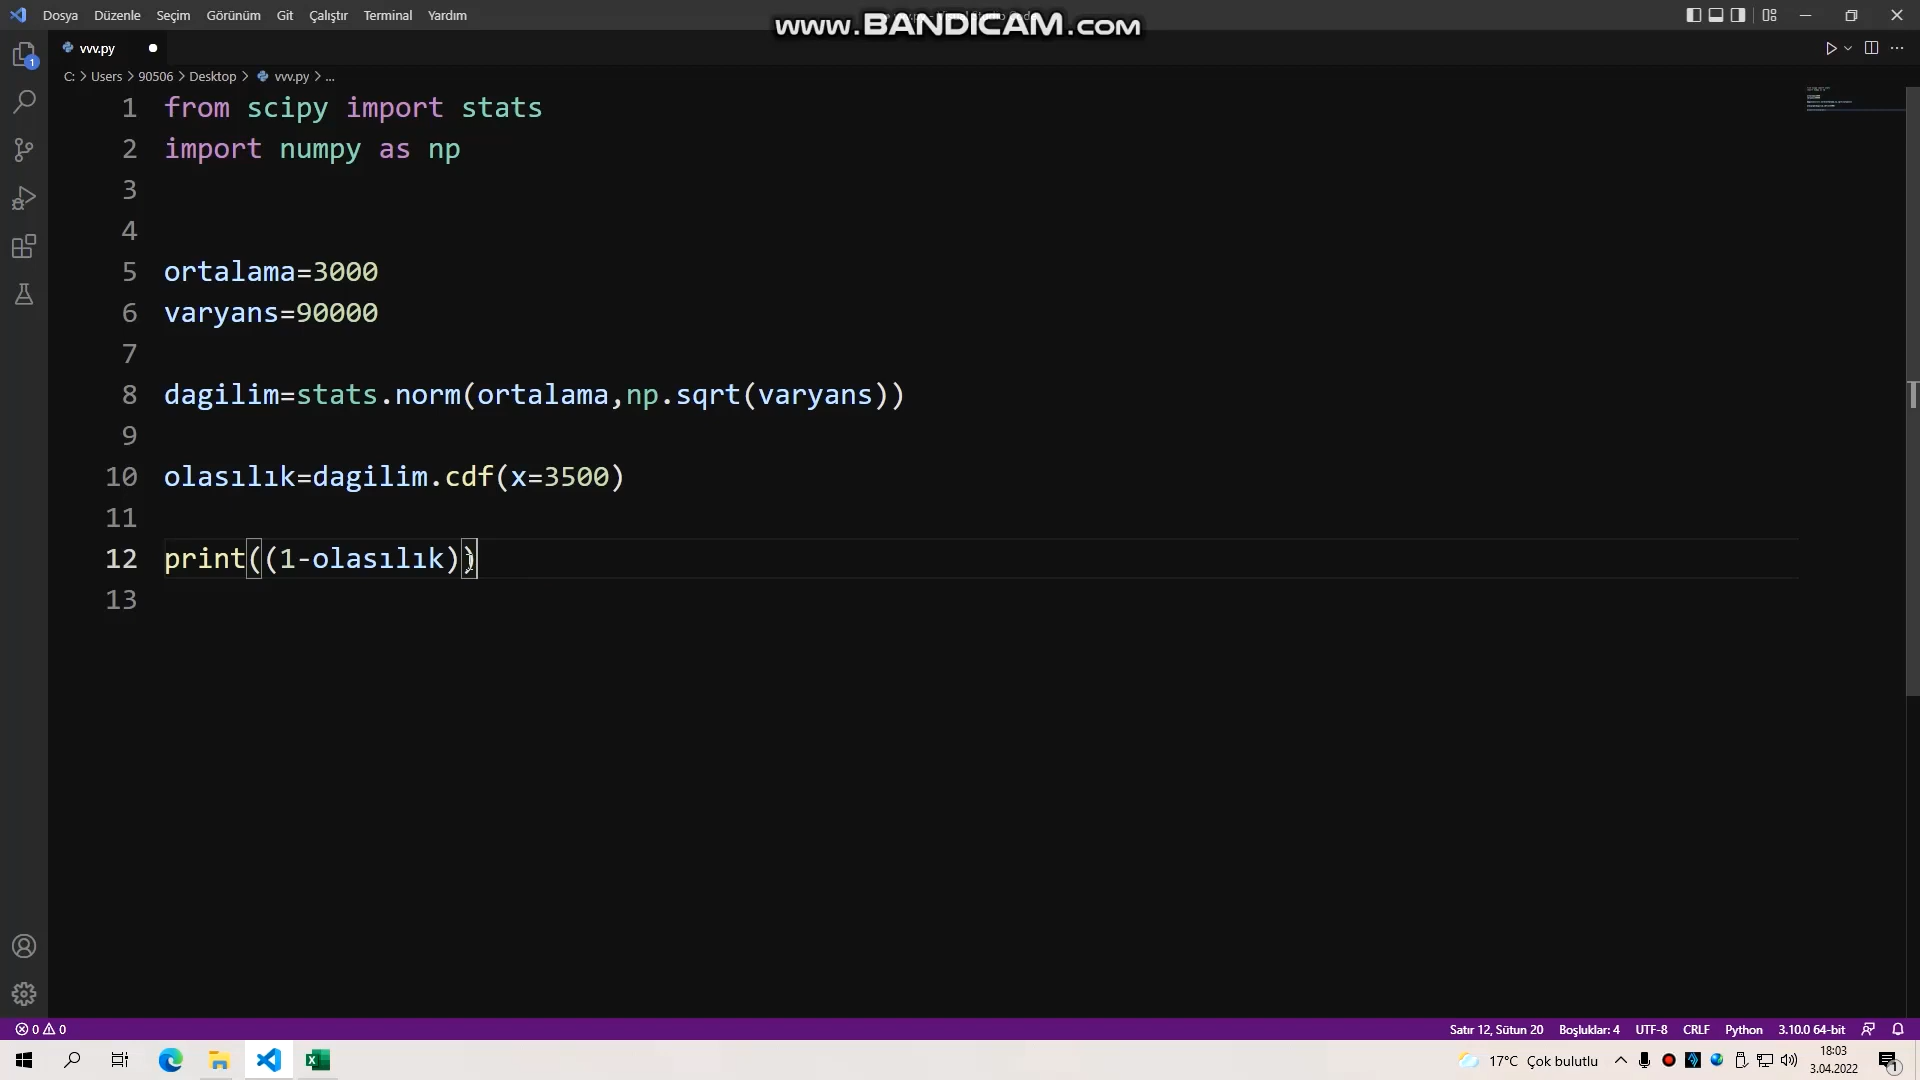 Dosya Düzenle Seçim Görünüm Git Çalıştır Terminal Yardım
www.BANDICAM.com
vvv.py
C: > Users > 90506 > Desktop > vvv.py > ...
1 from scipy import stats
2 import numpy as np
3
4
5 ortalama=3000
6 varyans=90000
7
8 dagilim=stats.norm(ortalama,np.sqrt(varyans))
9
10 olasılık=dagilim.cdf(x=3500)
11
12 print((1-olasılık))
13
1
0 0
Satır 12, Sütun 20 Boşluklar: 4 UTF-8 CRLF Python 3.10.0 64-bit
17°C Çok bulutlu
18:03
3.04.2022
1